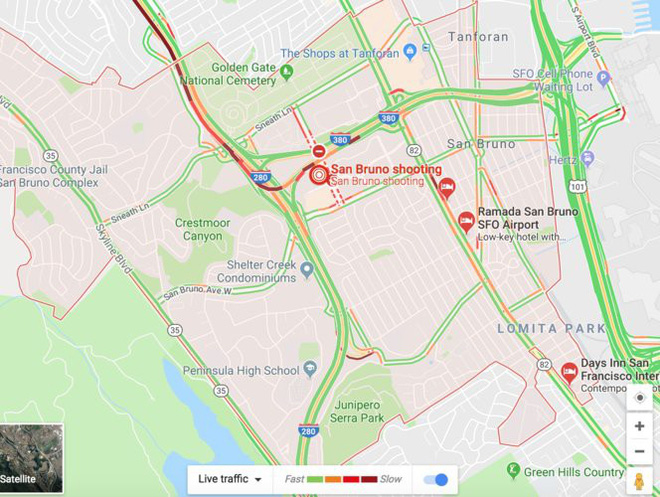 Tanforan
The Shops at Tanforan
S Airport Blvd
Golden Gate
National Cemetery
SFO Cell Phone
Waiting Lot
Sneath Ln
380
380
San Bruno
82
35
Hertz
Francisco County Jail
San Bruno Complex
280
San Bruno shooting
San Bruno shooting
101
Sneath Ln
Ramada San Bruno
SFO Airport
Low-key hotel with...
Crestmoor
Canyon
Skyline Blvd
Shelter Creek
Condominiums
San Bruno Ave W
35
LOMITA PARK
Peninsula High School
82
Days Inn San
Francisco Inter
Contempo
35
Junipero
Serra Park
280
Satellite
Live traffic
Fast
Slow
Green Hills Country